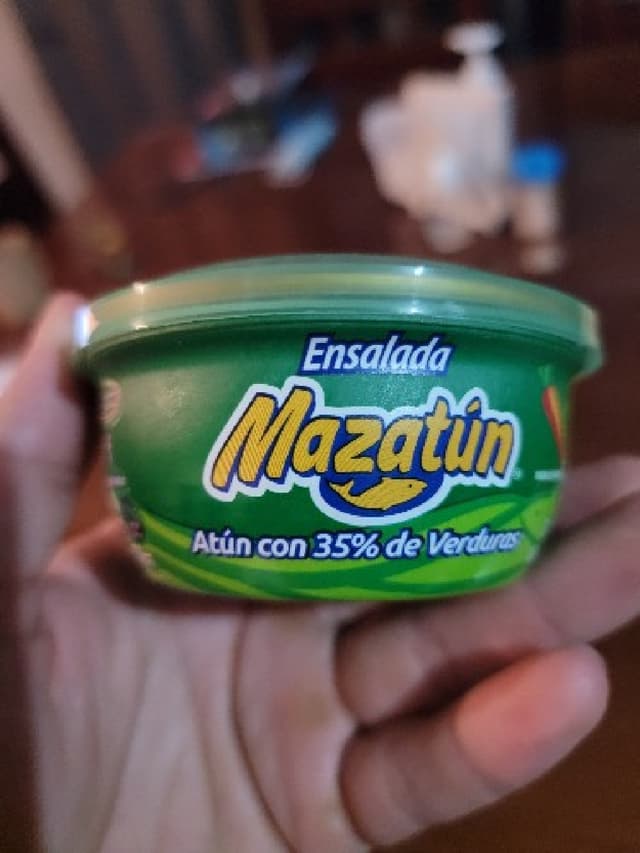 Ensalada
Mazatún
Atún con 35% de Verduras